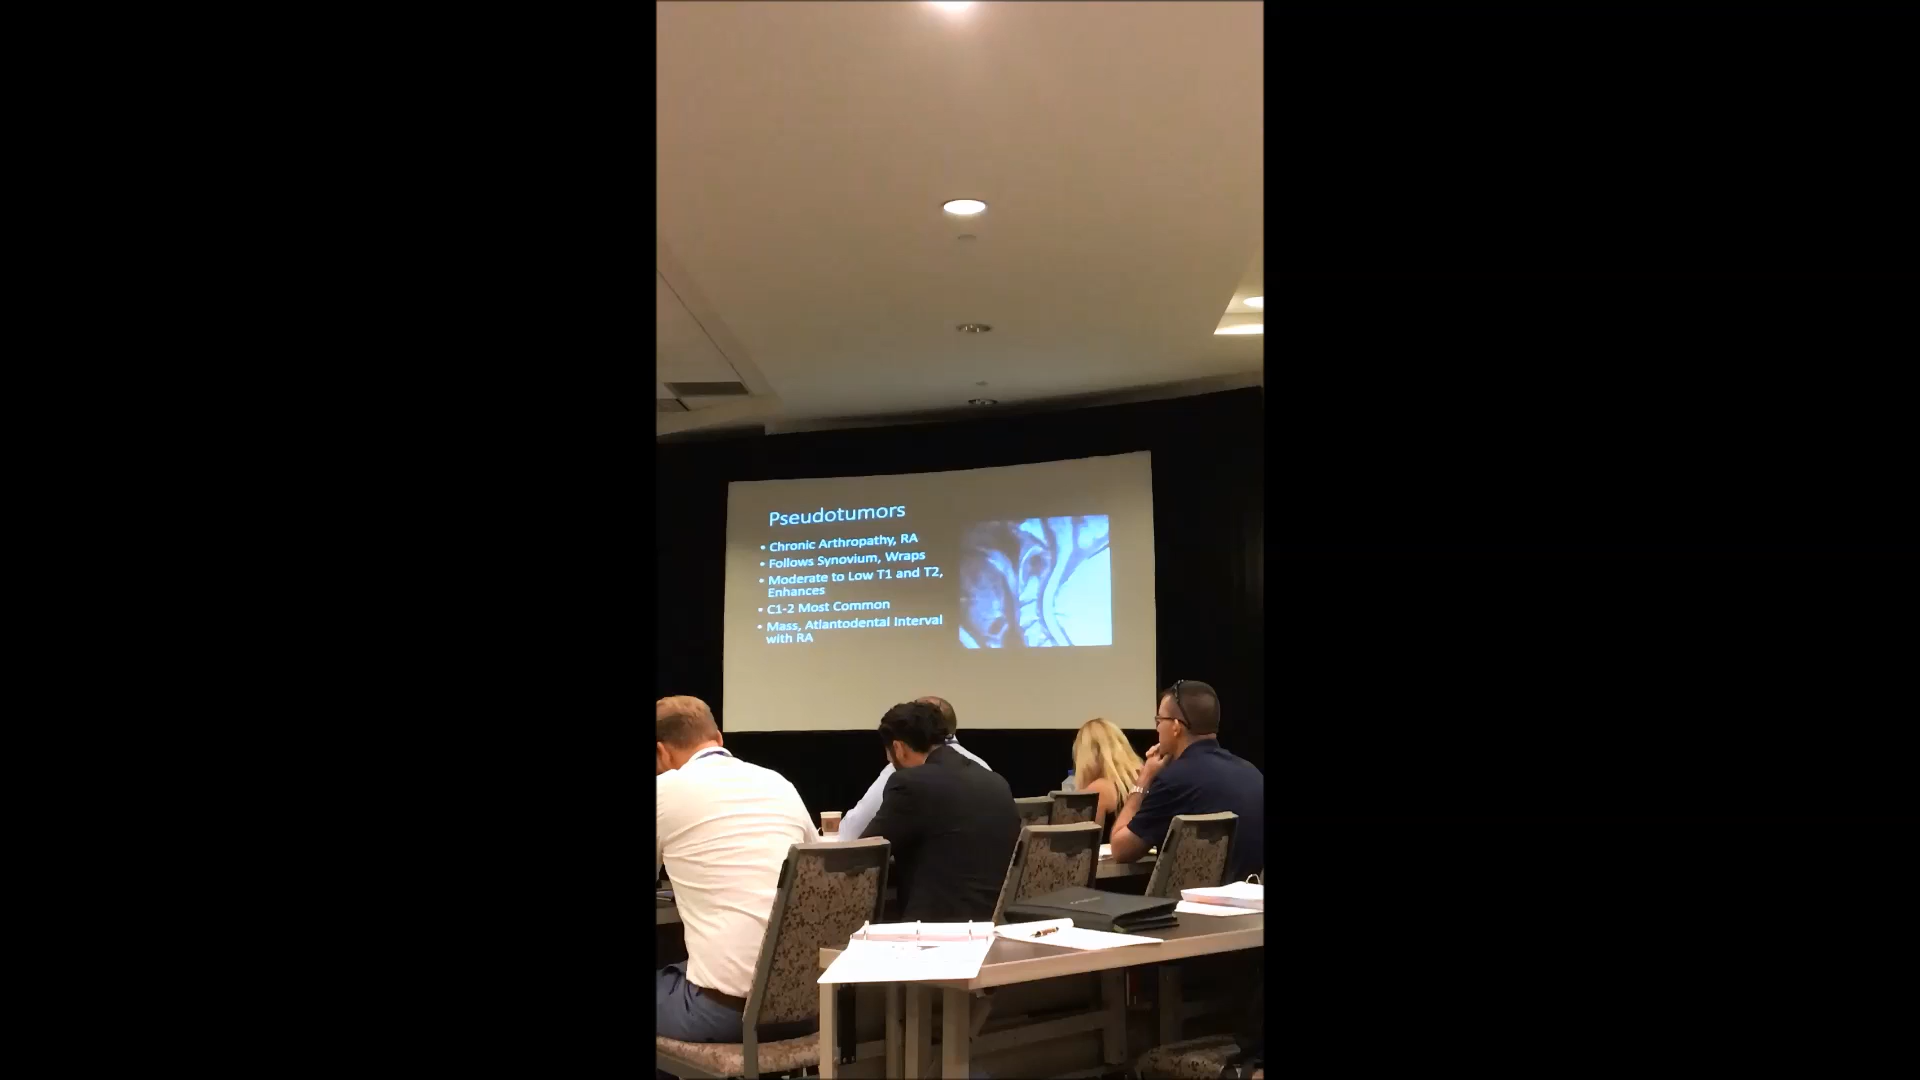 Pseudotumors
• Chronic Arthropathy, RA
• Follows Synovium, Wraps
• Moderate to Low T1 and T2,
Enhances
• C1-2 Most Common
• Mass, Atlantodental Interval
with RA